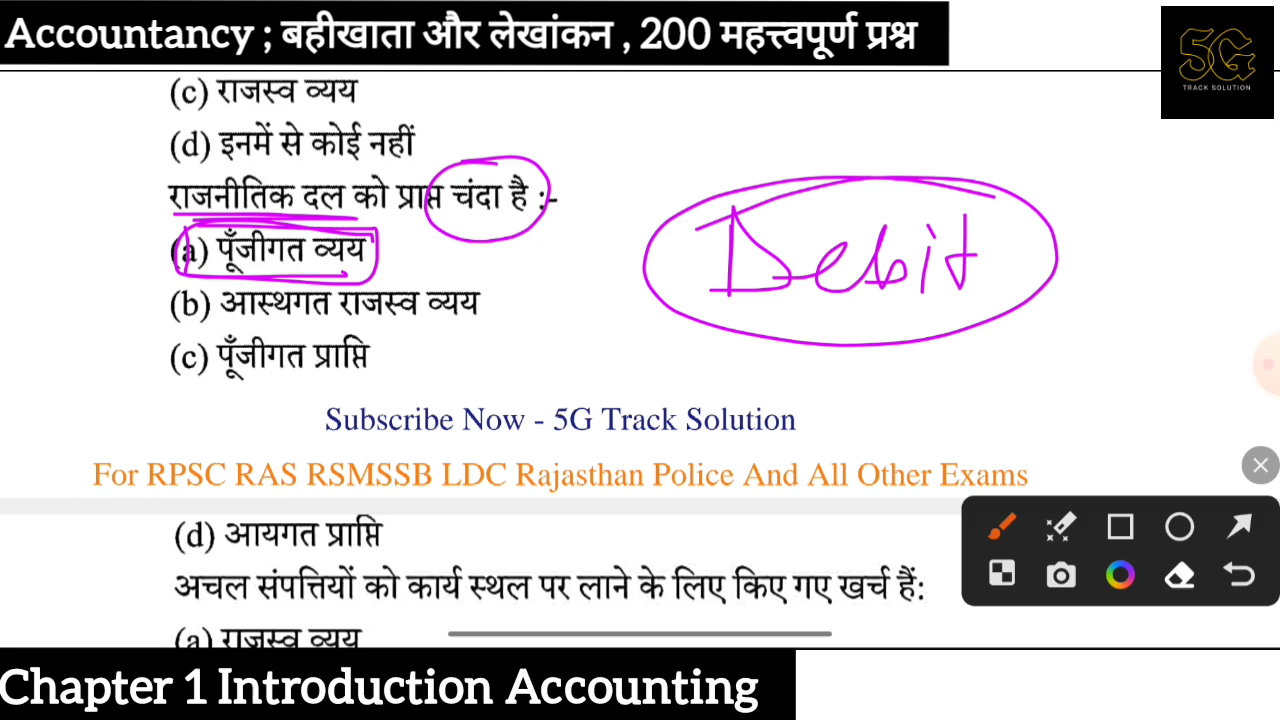 Accountancy ; बहीखाता और लेखांकन , 200 महत्त्वपूर्ण प्रश्न
5G
TRACK SOLUTION
(c) राजस्व व्यय
(d) इनमें से कोई नहीं
राजनीतिक दल को प्राप्त चंदा है :-
(a) पूँजीगत व्यय
Debit
(b) आस्थगत राजस्व व्यय
(c) पूँजीगत प्राप्ति
Subscribe Now - 5G Track Solution
For RPSC RAS RSMSSB LDC Rajasthan Police And All Other Exams
(d) आयगत प्राप्ति
अचल संपत्तियों को कार्य स्थल पर लाने के लिए किए गए खर्च हैं:
(a) राजस्व व्यय
Chapter 1 Introduction Accounting